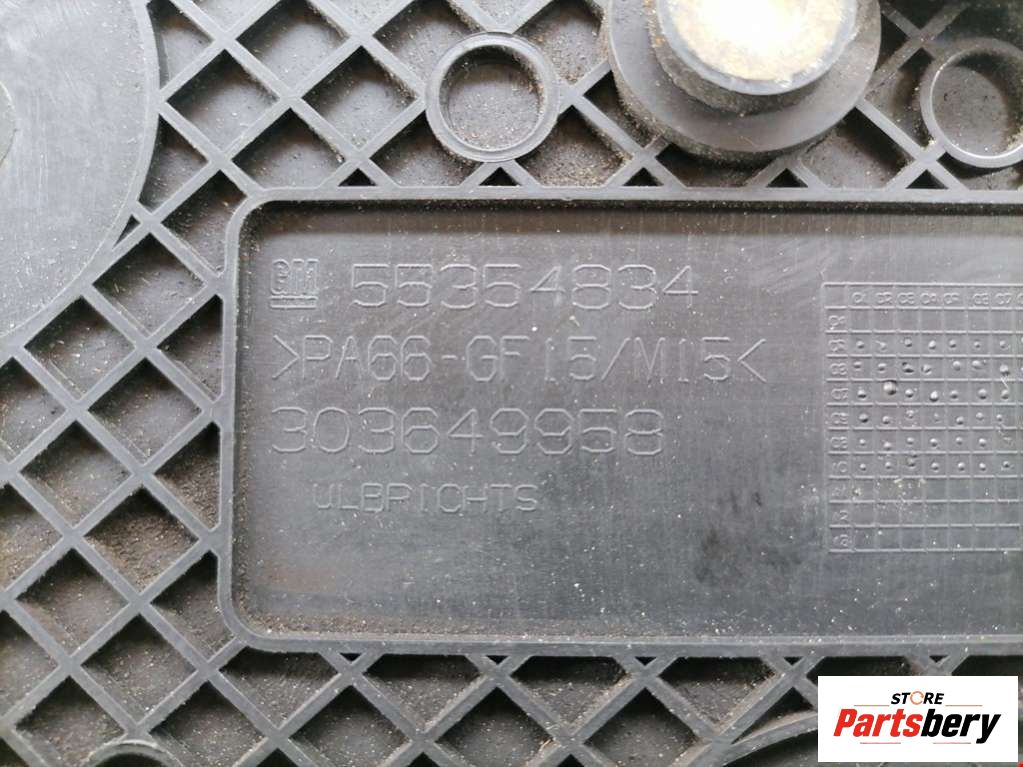 GM 55354834
>PA66-GF15/M15<
303649958
ULBRICHTS
STORE
Partsbery